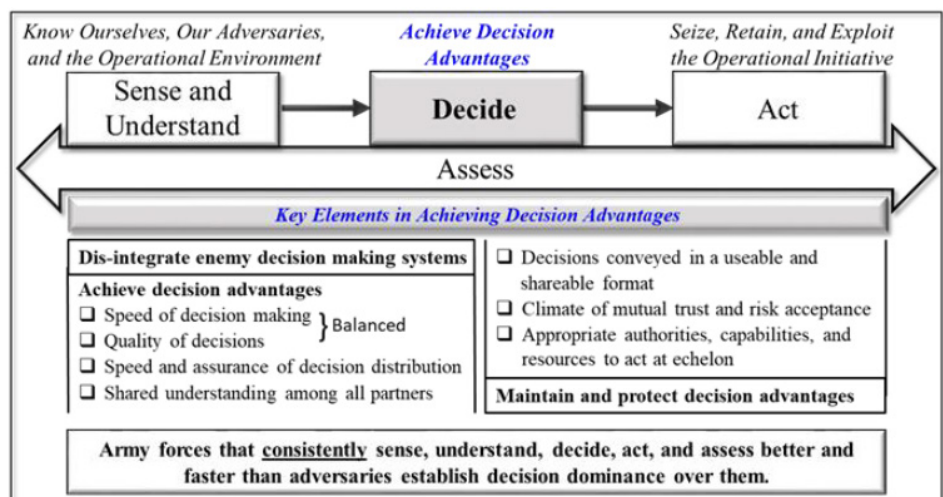 Know Ourselves, Our Adversaries,
and the Operational Environment
Achieve Decision
Advantages
Seize, Retain, and Exploit
the Operational Initiative
Sense and
Understand
Decide
Act
Assess
Key Elements in Achieving Decision Advantages
Dis-integrate enemy decision making systems
Achieve decision advantages
❑ Speed of decision making
❑ Quality of decisions
} Balanced
❑ Speed and assurance of decision distribution
❑ Shared understanding among all partners
❑ Decisions conveyed in a useable and
shareable format
❑ Climate of mutual trust and risk acceptance
❑ Appropriate authorities, capabilities, and
resources to act at echelon
Maintain and protect decision advantages
Army forces that consistently sense, understand, decide, act, and assess better and
faster than adversaries establish decision dominance over them.